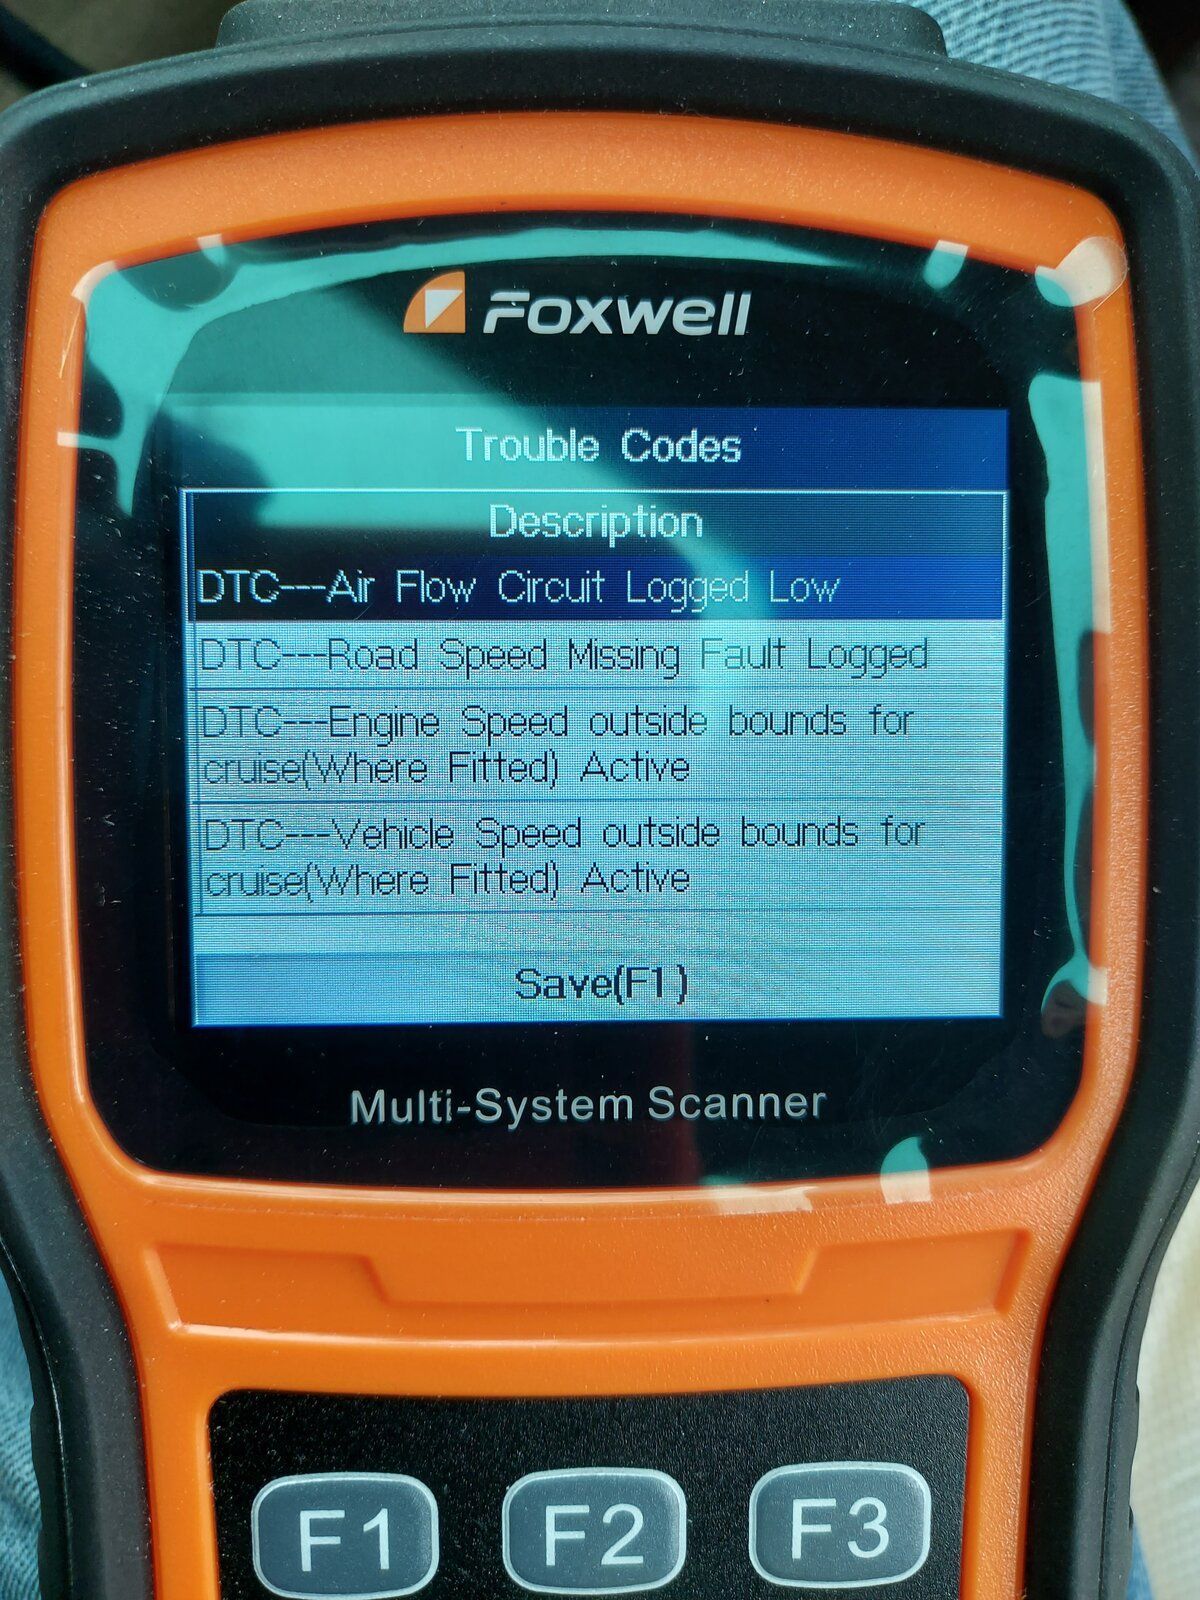 Foxwell
Trouble Codes
Description
DTC---Air Flow Circuit Logged Low
DTC---Road Speed Missing Fault Logged
DTC---Engine Speed outside bounds for
cruise(Where Fitted) Active
DTC---Vehicle Speed outside bounds for
cruise(Where Fitted) Active
Save(F1)
Multi-System Scanner
F1 F2 F3